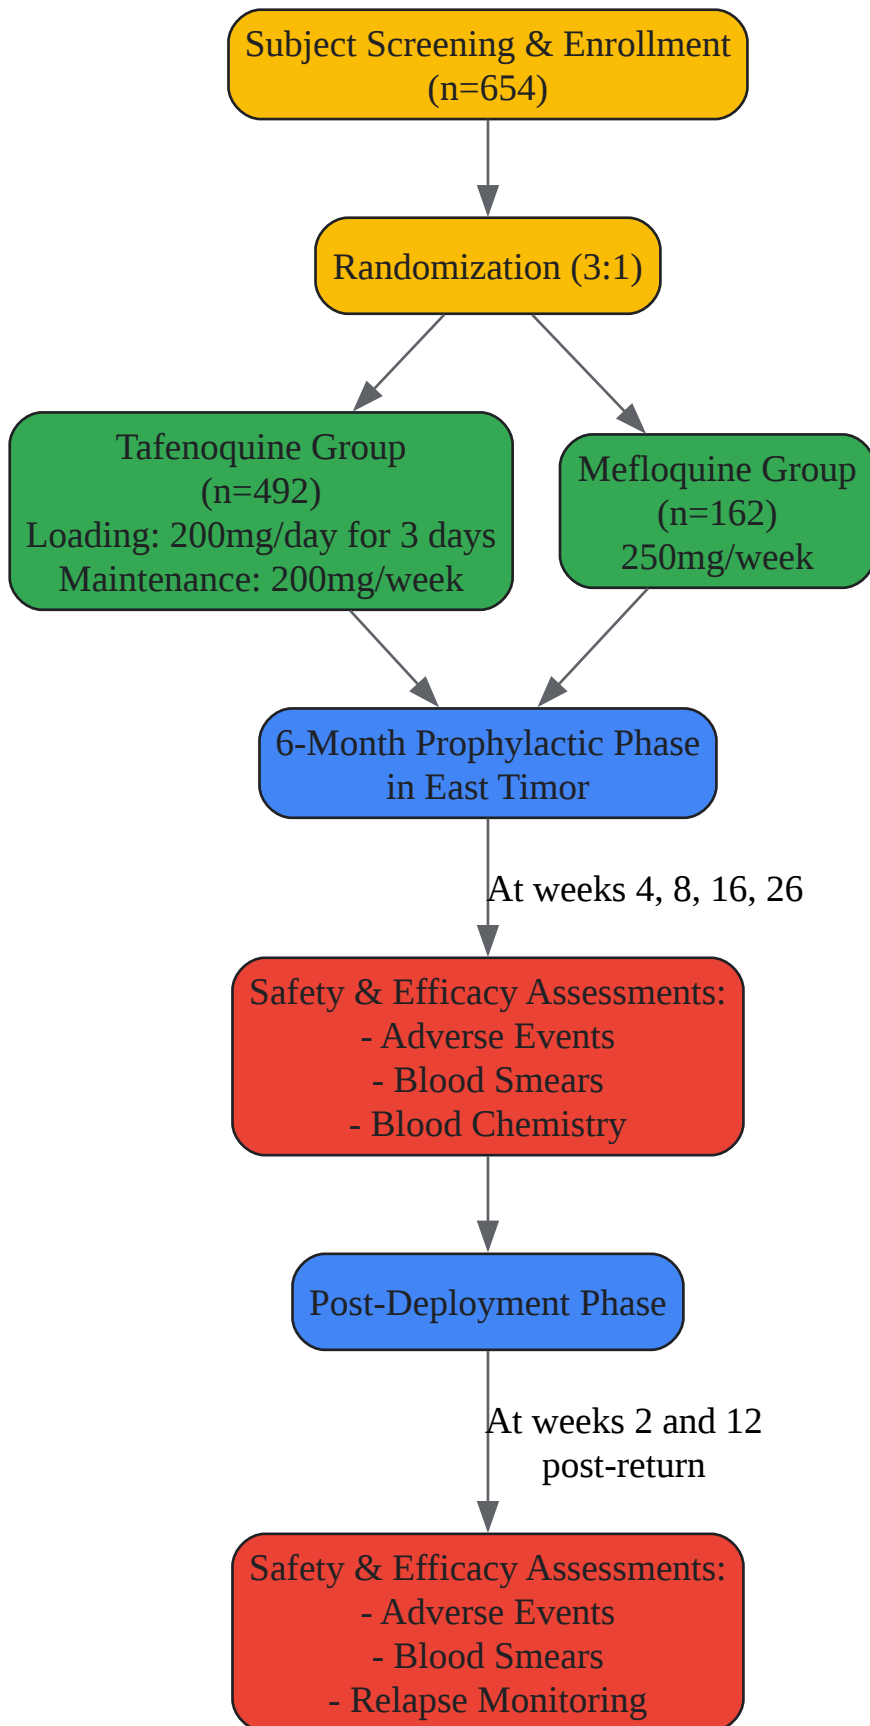 Subject Screening & Enrollment
(n=654)
Randomization (3:1)
Tafenoquine Group
(n=492)
Loading: 200mg/day for 3 days
Maintenance: 200mg/week
Mefloquine Group
(n=162)
250mg/week
6-Month Prophylactic Phase
in East Timor
At weeks 4, 8, 16, 26
Safety & Efficacy Assessments:
- Adverse Events
- Blood Smears
- Blood Chemistry
Post-Deployment Phase
At weeks 2 and 12
post-return
Safety & Efficacy Assessments:
- Adverse Events
- Blood Smears
- Relapse Monitoring